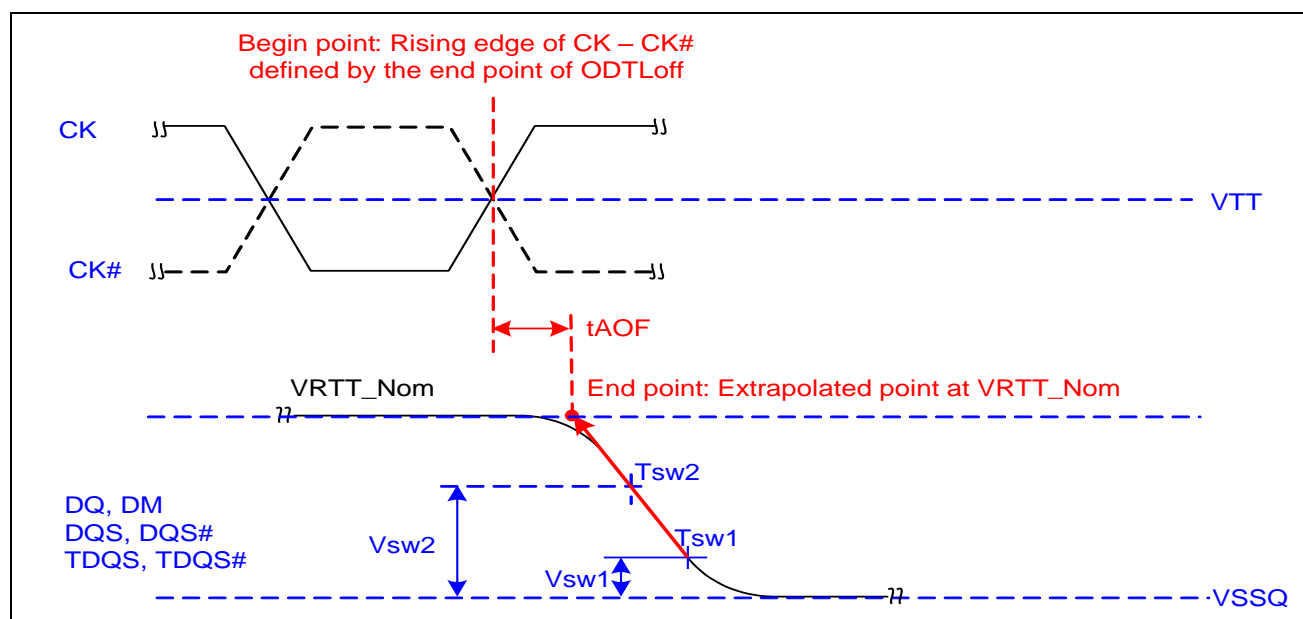 Begin point: Rising edge of CK – CK#
defined by the end point of ODTLoff
CK
VTT
CK#
tAOF
VRTT_Nom
End point: Extrapolated point at VRTT_Nom
Tsw2
DQ, DM
DQS, DQS#
TDQS, TDQS#
Vsw2
Tsw1
Vsw1
VSSQ